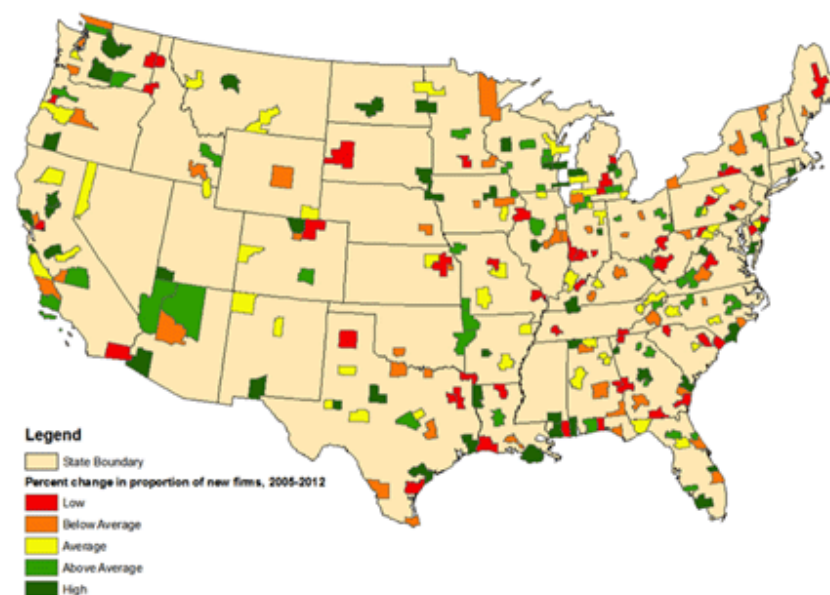 Legend
State Boundary
Percent change in proportion of new firms, 2005-2012
Low
Below Average
Average
Above Average
High